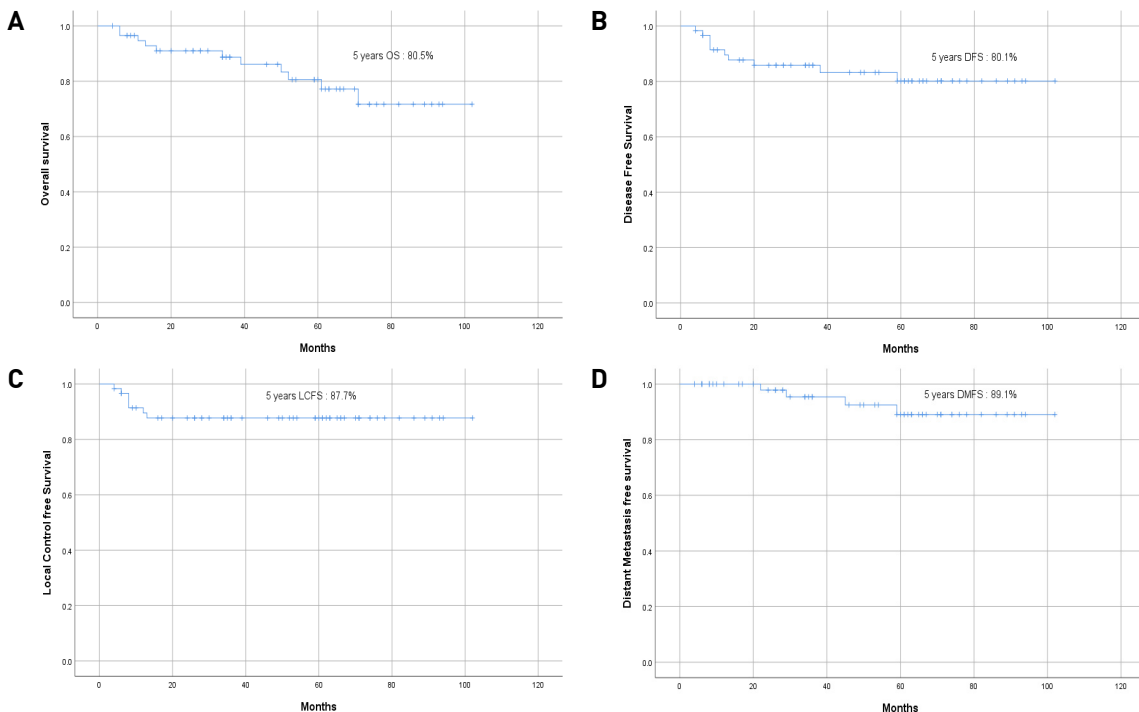 A
1.0
0.8
0.6
0.4
0.2
0.0
Overall survival
5 years OS : 80.5%
0 20 40 60 80 100 120
Months
B
1.0
0.8
0.6
0.4
0.2
0.0
Disease Free Survival
5 years DFS : 80.1%
0 20 40 60 80 100 120
Months
C
1.0
0.8
0.6
0.4
0.2
0.0
Local Control free Survival
5 years LCFS : 87.7%
0 20 40 60 80 100 120
Months
D
1.0
0.8
0.6
0.4
0.2
0.0
Distant Metastasis free survival
5 years DMFS : 89.1%
0 20 40 60 80 100 120
Months